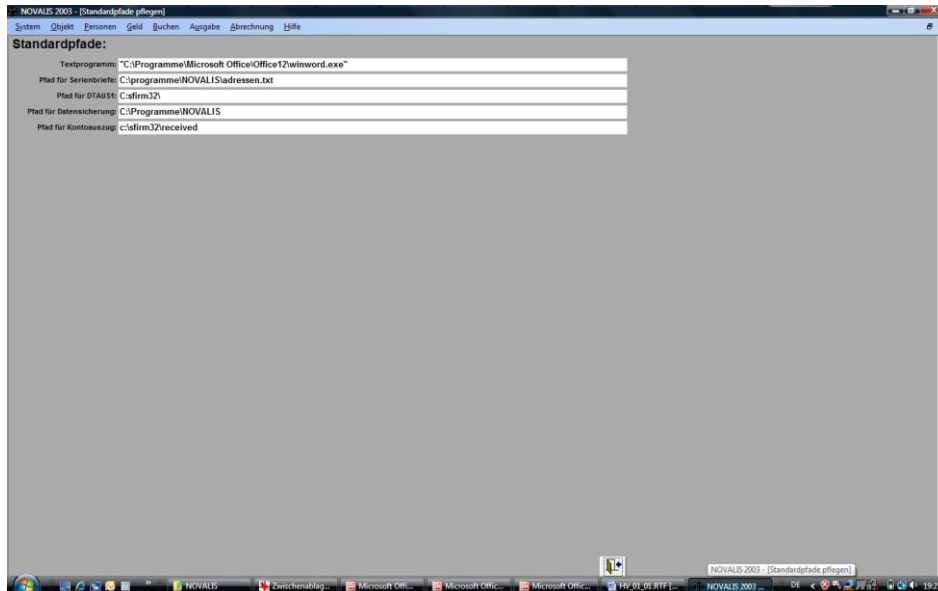 NOVALIS 2003 - [Standardpfade pflegen]
System Objekt Personen Geld Buchen Ausgabe Abrechnung Hilfe
Standardpfade:
Textprogramm: "C:\Programme\Microsoft Office\Office12\winword.exe"
Pfad für Serienbriefe: C:\programme\NOVALIS\adressen.txt
Pfad für DTAUSt: C:sfirm32\
Pfad für Datensicherung: C:\Programme\NOVALIS
Pfad für Kontoauszug: c:\sfirm32\received
NOVALIS 2003 - [Standardpfade pflegen]
NOVALIS Zwischenablag... Microsoft Offi... Microsoft Offic... Microsoft Offic... HV_01_01.RTF [... NOVALIS 2003 ... DE 19:2